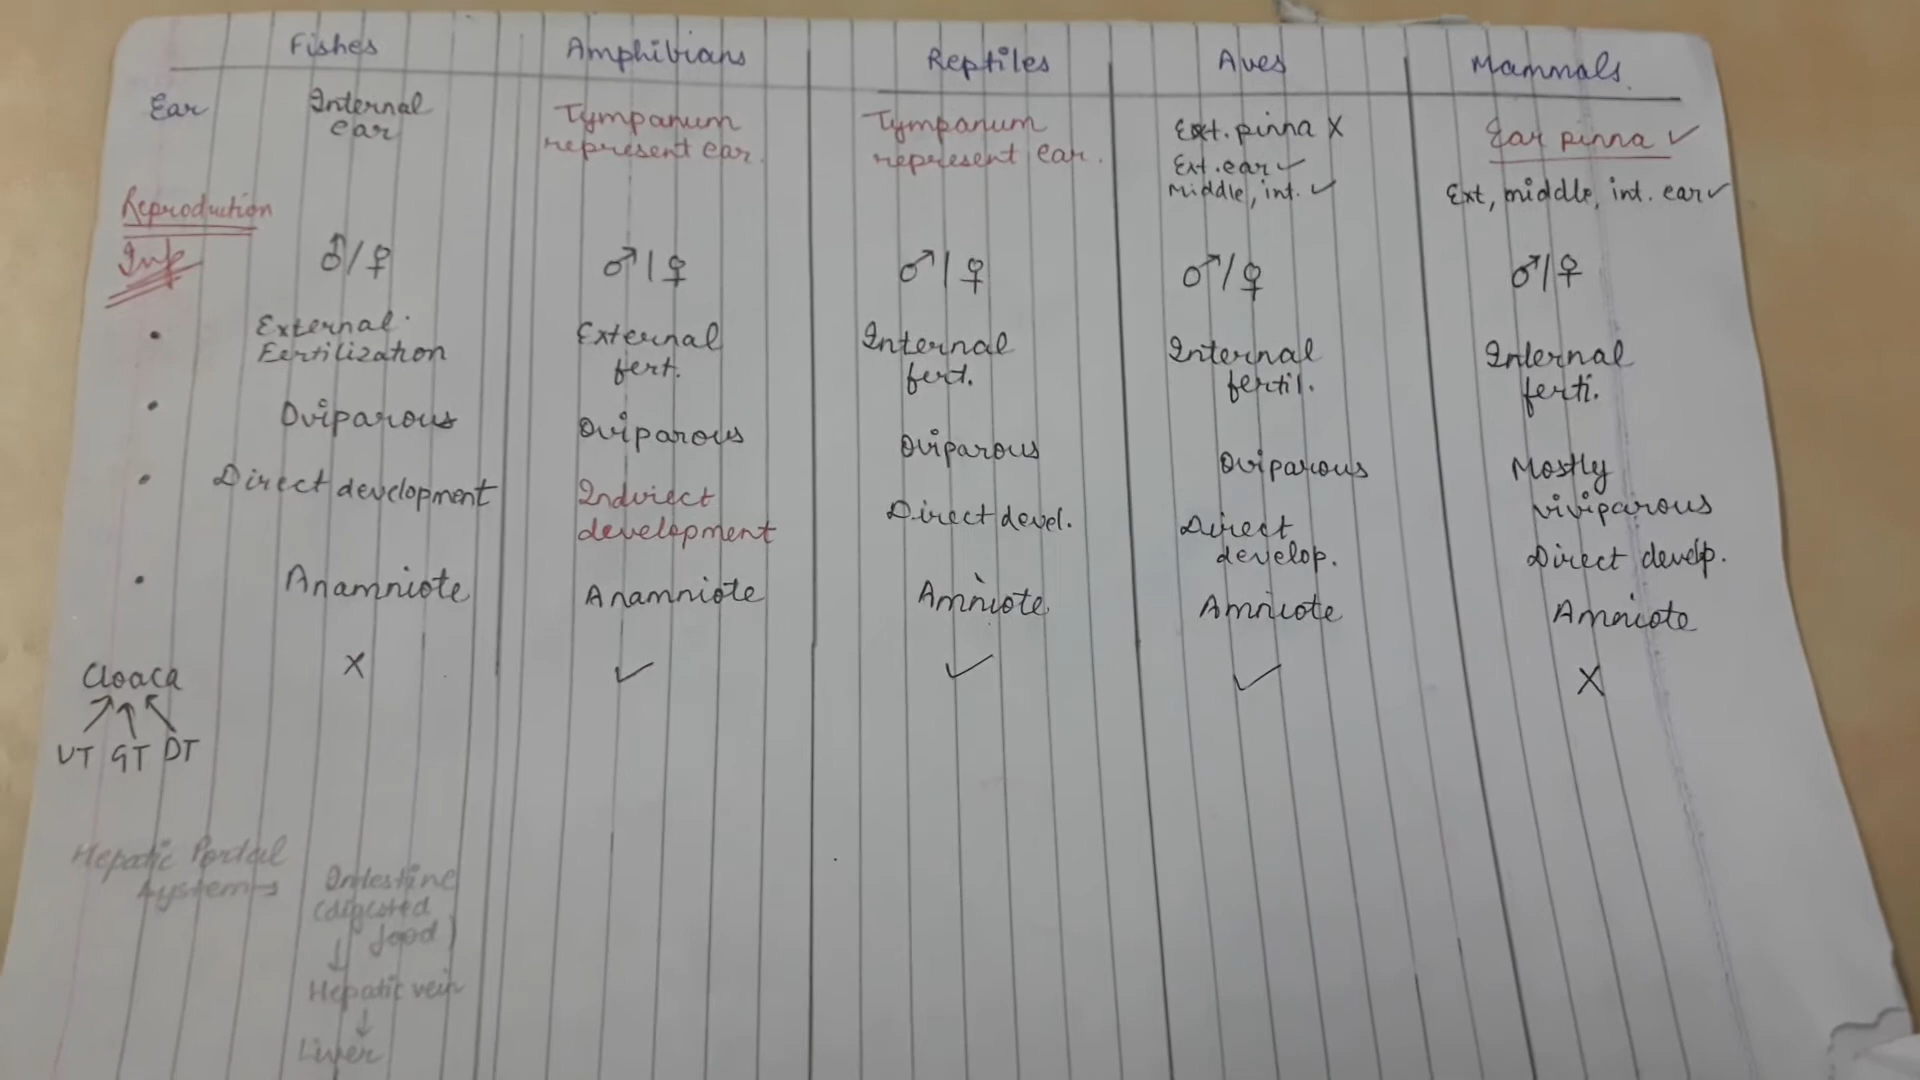 Fishes Amphibians Reptiles Aves Mammals.
Ear Internal ear Tympanum represent ear. Tympanum represent ear. Ext. pinna X Ear pinna ✓
Ext. ear ✓
Middle, int. ✓ Ext, middle, int. ear ✓
Reproduction
Imp ♂/♀ ♂/♀ ♂/♀ ♂/♀ ♂/♀
• External Fertilization External fert. Internal fert. Internal fertil. Internal ferti.
• Oviparous Oviparous Oviparous Oviparous Mostly viviparous
• Direct development Indirect development Direct devel. Direct develop. Direct develp.
• Anamniote Anamniote Amniote Amniote Amniote
Cloaca X ✓ ✓ ✓ X
UT GT DT
Hepatic Portal
System → Intestine
(digested
food)
↓
Hepatic vein
↓
Liver